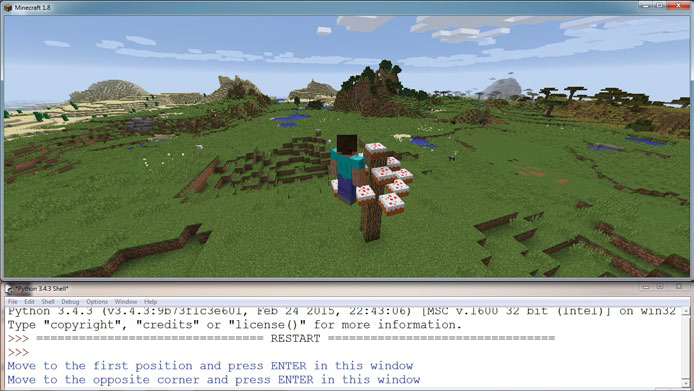 Minecraft 1.8
*Python 3.4.3 Shell*
File Edit Shell Debug Options Window Help
Python 3.4.3 (v3.4.3:9b73f1c3e601, Feb 24 2015, 22:43:06) [MSC v.1600 32 bit (Intel)] on win32
Type "copyright", "credits" or "license()" for more information.
>>> ================================ RESTART ================================
>>>
Move to the first position and press ENTER in this window
Move to the opposite corner and press ENTER in this window